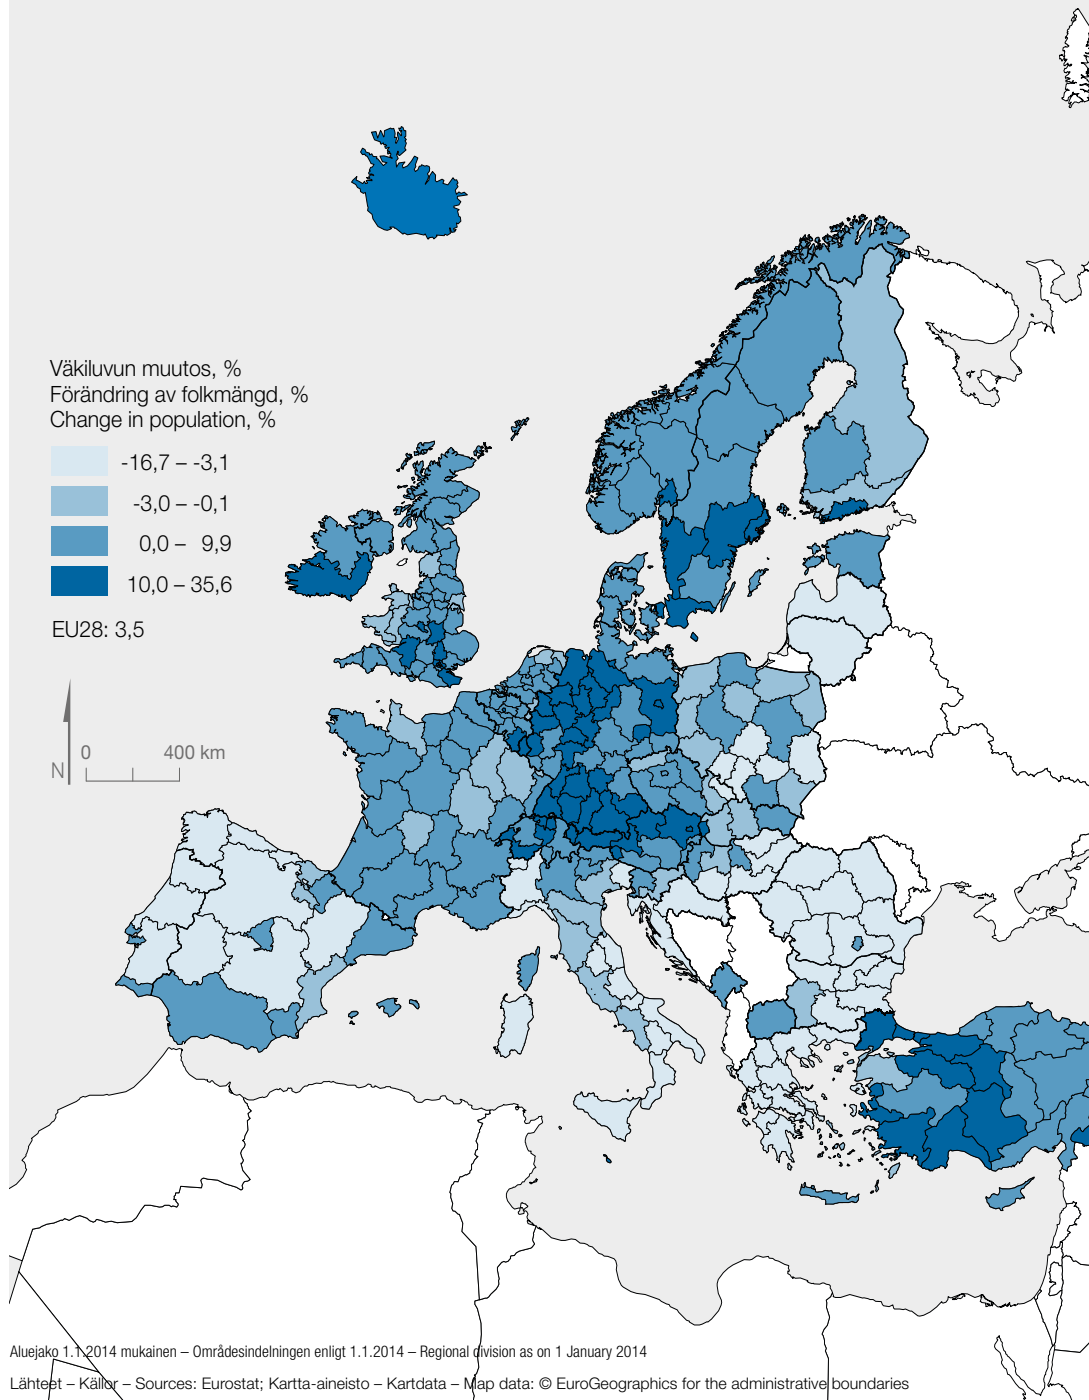 Väkiluvun muutos, %
Förändring av folkmängd, %
Change in population, %
-16,7 – -3,1
-3,0 – -0,1
0,0 – 9,9
10,0 – 35,6
EU28: 3,5
0 400 km
N
Aluejako 1.1.2014 mukainen – Områdesindelningen enligt 1.1.2014 – Regional division as on 1 January 2014
Lähteet – Källor – Sources: Eurostat; Kartta-aineisto – Kartdata – Map data: © EuroGeographics for the administrative boundaries